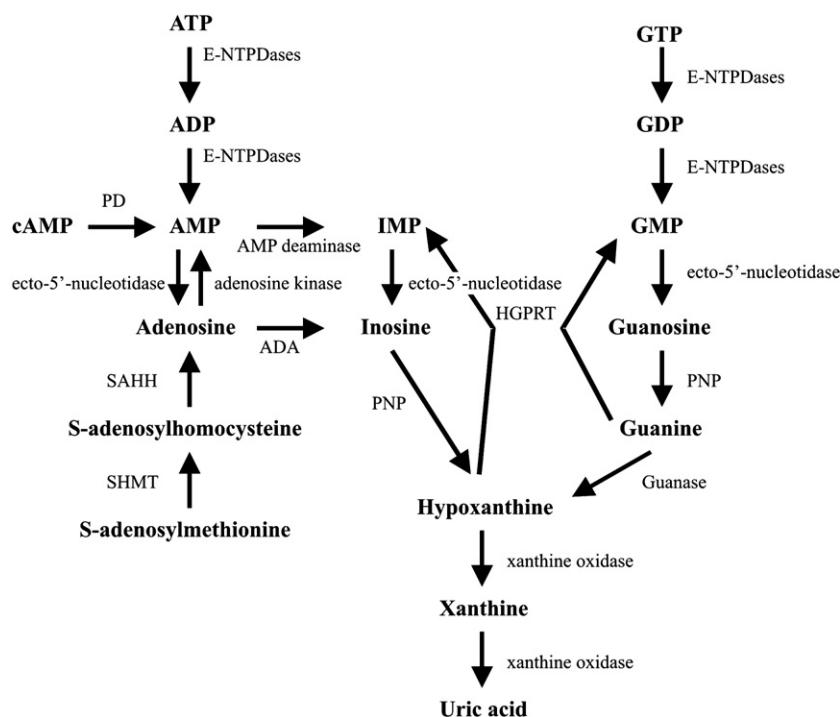 ATP
GTP
E-NTPDases
E-NTPDases
ADP
GDP
E-NTPDases
E-NTPDases
PD
cAMP
AMP
IMP
GMP
AMP deaminase
ecto-5’-nucleotidase
adenosine kinase
ecto-5’-nucleotidase
ecto-5’-nucleotidase
HGPRT
Adenosine
Inosine
Guanosine
ADA
SAHH
PNP
PNP
S-adenosylhomocysteine
Guanine
SHMT
Guanase
Hypoxanthine
S-adenosylmethionine
xanthine oxidase
Xanthine
xanthine oxidase
Uric acid